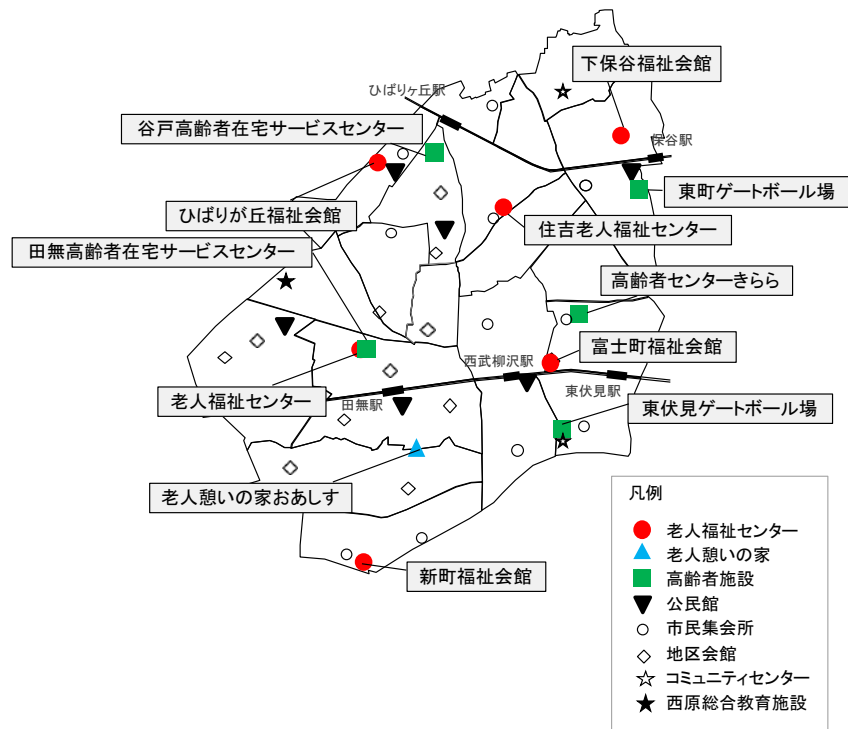 下保谷福祉会館
ひばりヶ丘駅
谷戸高齢者在宅サービスセンター
保谷駅
東町ゲートボール場
ひばりが丘福祉会館
住吉老人福祉センター
田無高齢者在宅サービスセンター
高齢者センターきらら
富士町福祉会館
西武柳沢駅
老人福祉センター
田無駅
東伏見駅
東伏見ゲートボール場
老人憩いの家おあしす
新町福祉会館
凡例
老人福祉センター
老人憩いの家
高齢者施設
公民館
市民集会所
地区会館
コミュニティセンター
西原総合教育施設